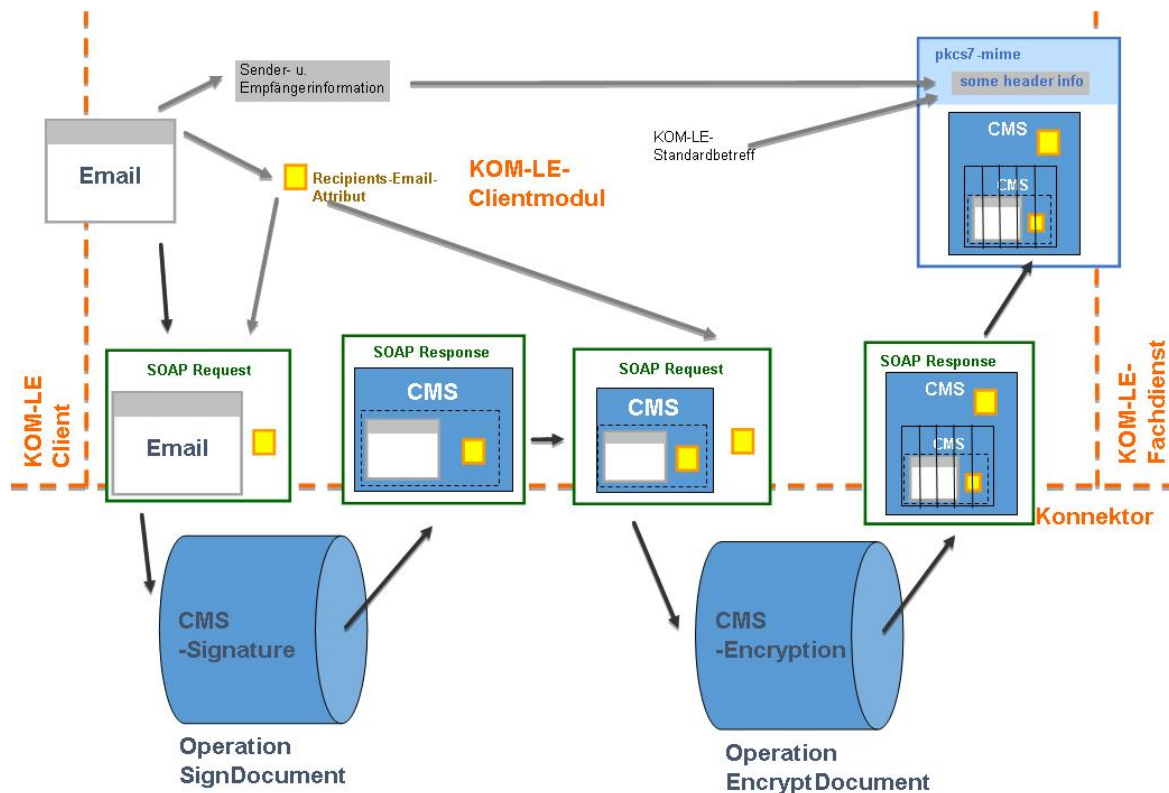 pkcs7-mime
Sender- u.
Empfängerinformation
some header info
CMS
KOM-LE-
Standardbetreff
Email
KOM-LE-
Clientmodul
Recipients-Email-
Attribut
CMS
SOAP Request
SOAP Response
SOAP Request
SOAP Response
CMS
CMS
CMS
Email
CMS
KOM-LE
Client
KOM-LE-
Fachdienst
Konnektor
CMS
-Signature
CMS
-Encryption
Operation
SignDocument
Operation
EncryptDocument